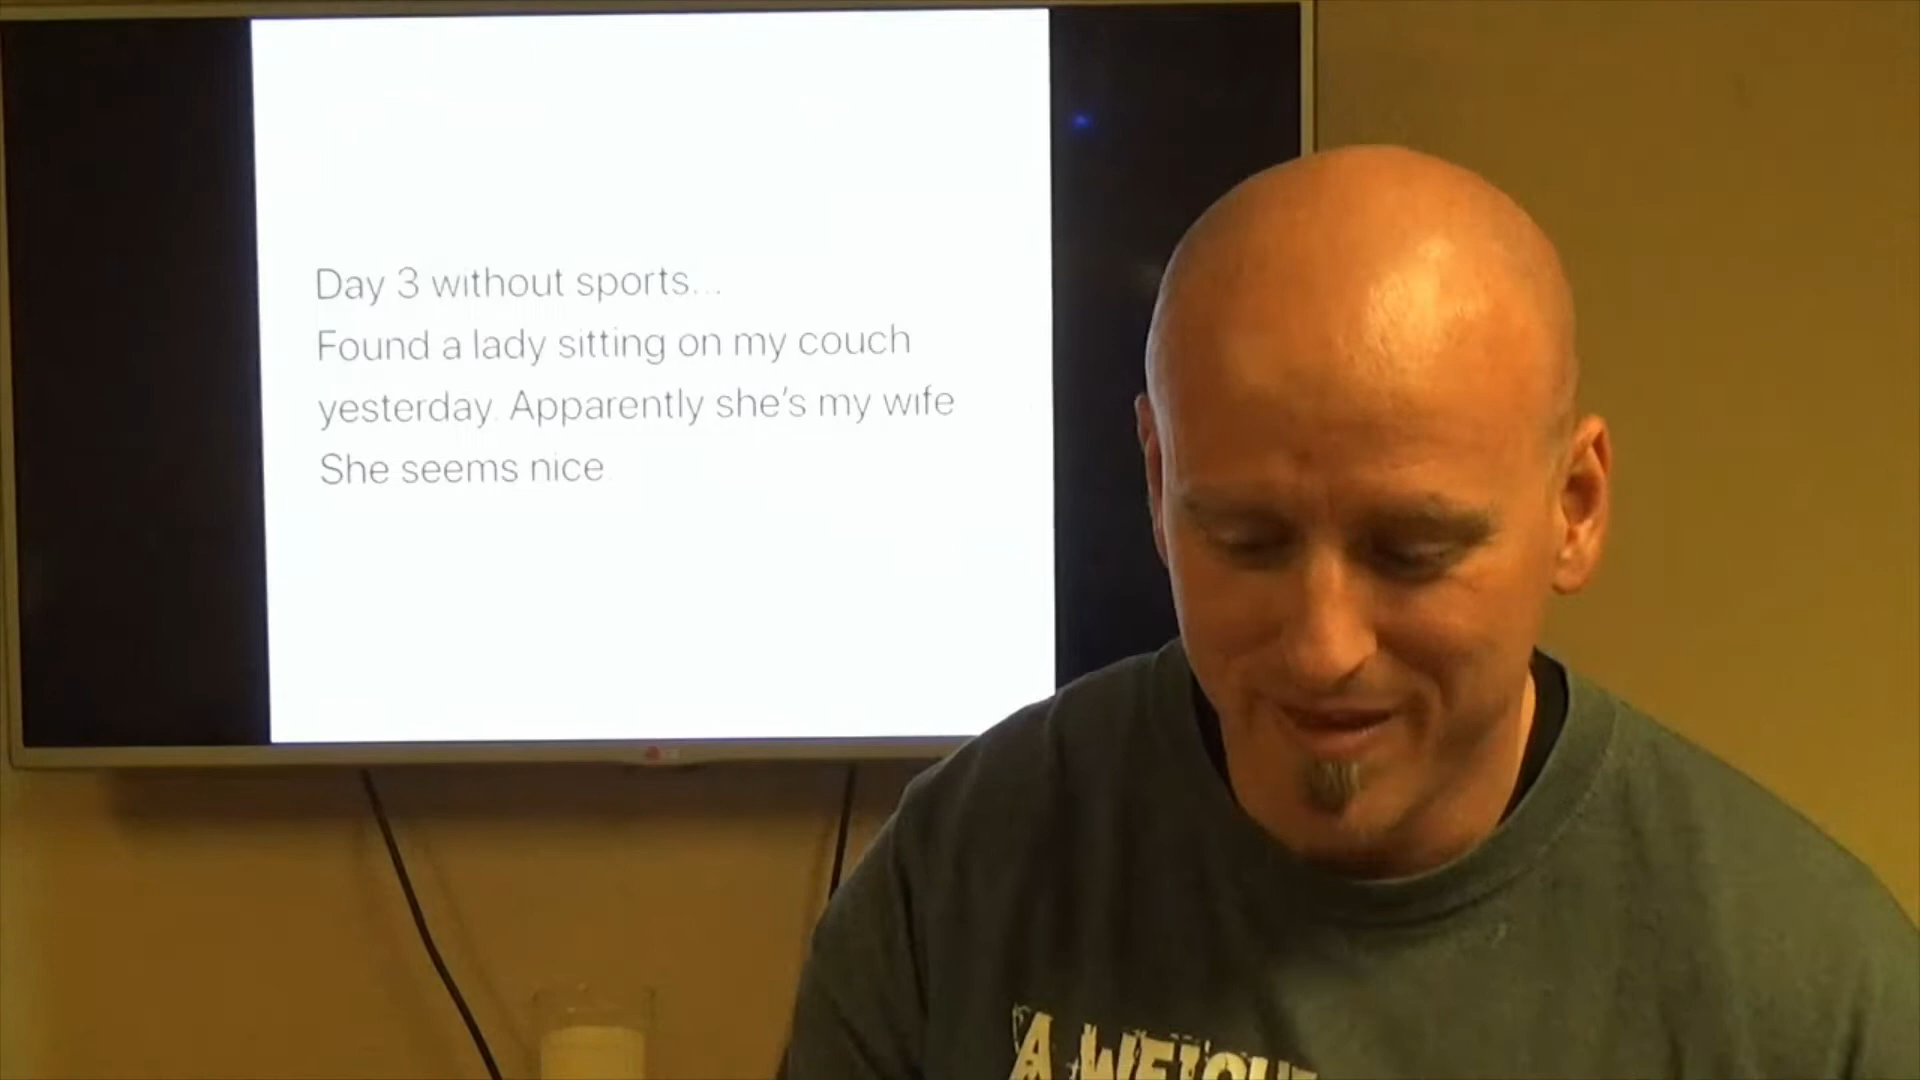 Day 3 without sports...
Found a lady sitting on my couch
yesterday. Apparently she's my wife
She seems nice